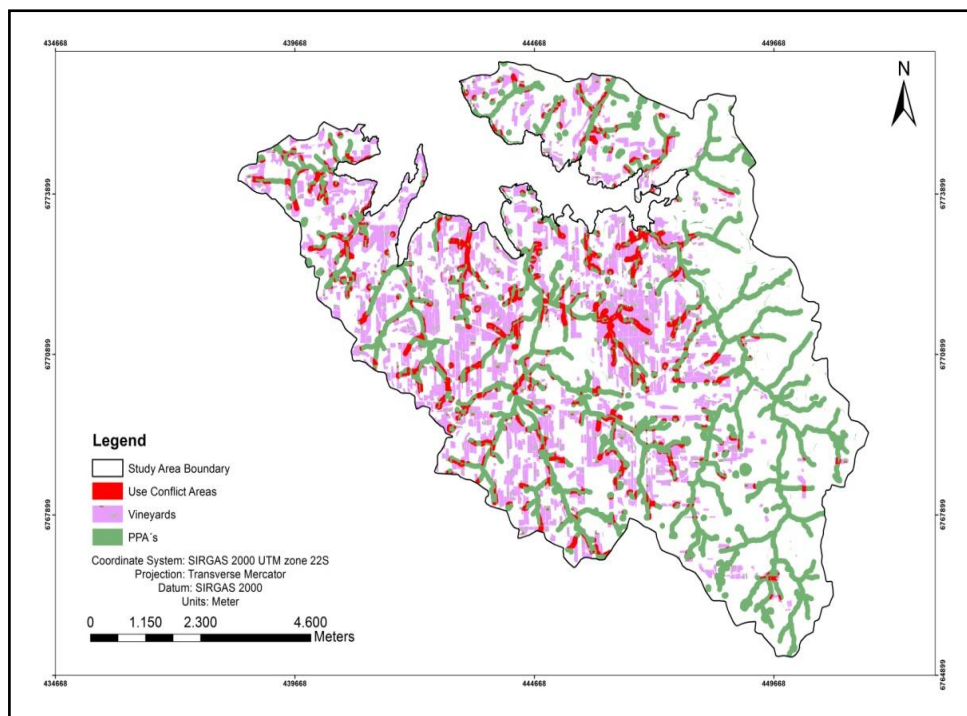 434668 439668 444668 449668
N
6773899 6773899
6770899 6770899
Legend
Study Area Boundary
Use Conflict Areas
Vineyards
PPA´s
6767899 6767899
Coordinate System: SIRGAS 2000 UTM zone 22S
Projection: Transverse Mercator
Datum: SIRGAS 2000
Units: Meter
0 1.150 2.300 4.600
Meters
6764899
434668 439668 444668 449668